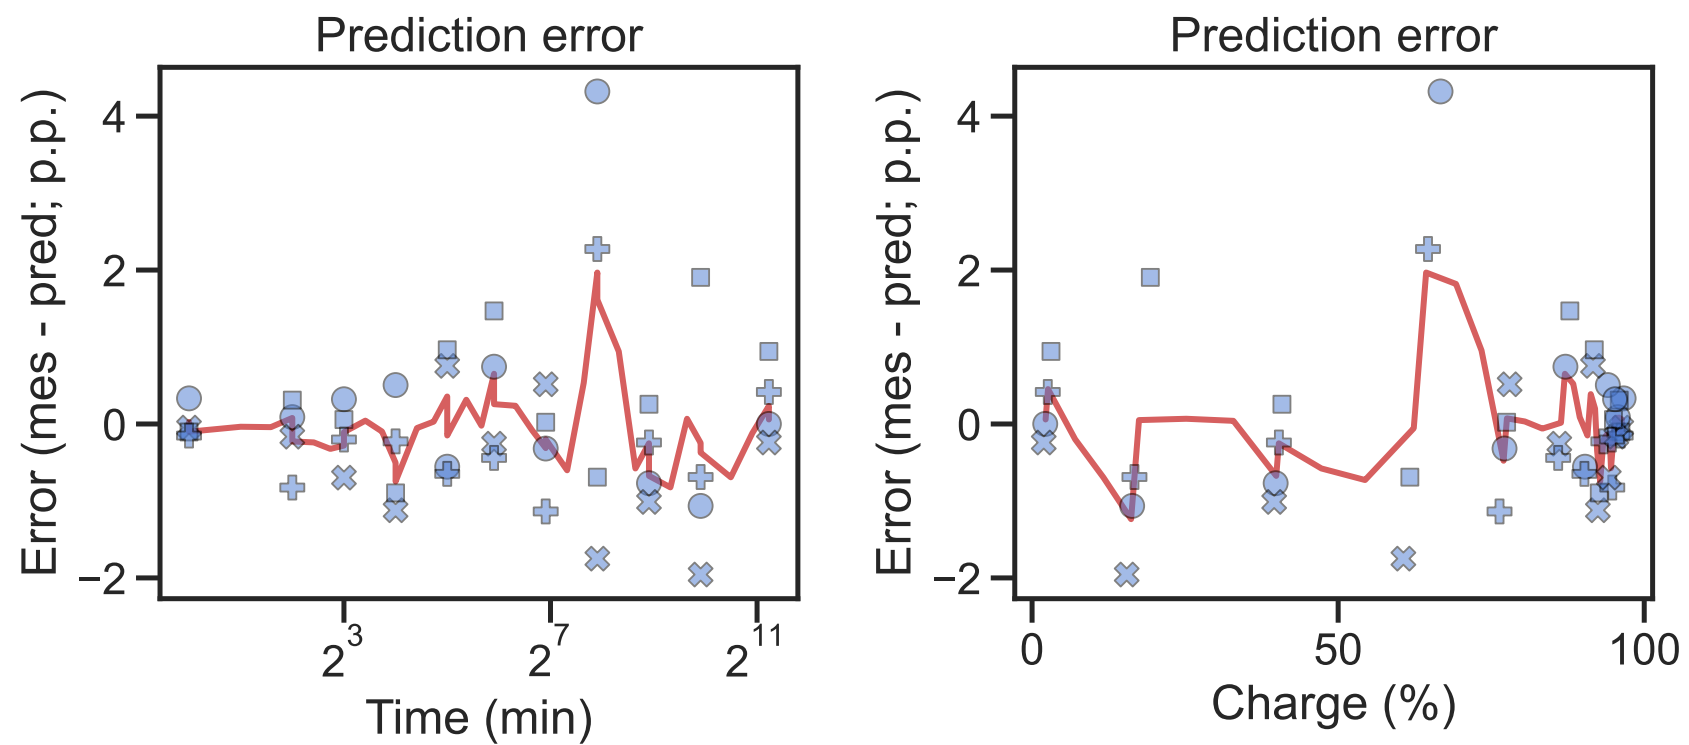 Prediction error
Error (mes - pred; p.p.)
4
2
0
−2
2^3
2^7
2^11
Time (min)
Prediction error
Error (mes - pred; p.p.)
4
2
0
−2
0
50
100
Charge (%)